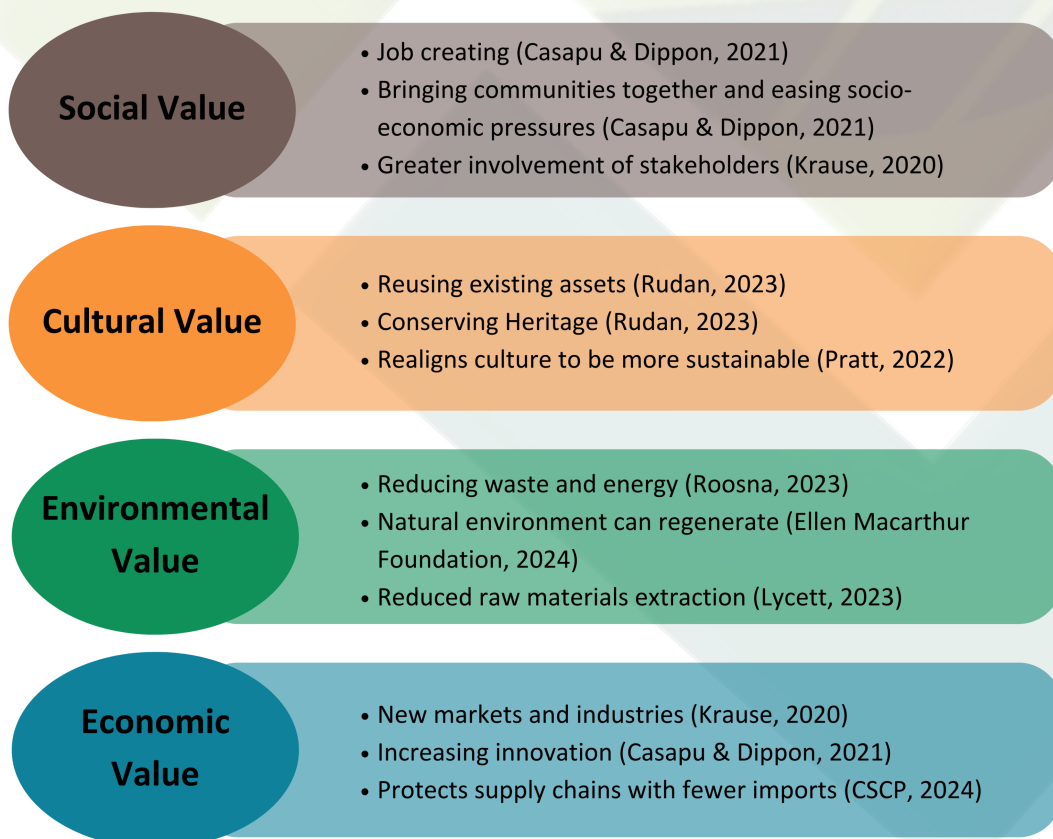 Social Value
• Job creating (Casapu & Dippon, 2021)
• Bringing communities together and easing socio-
economic pressures (Casapu & Dippon, 2021)
• Greater involvement of stakeholders (Krause, 2020)
Cultural Value
• Reusing existing assets (Rudan, 2023)
• Conserving Heritage (Rudan, 2023)
• Realigns culture to be more sustainable (Pratt, 2022)
Environmental
Value
• Reducing waste and energy (Roosna, 2023)
• Natural environment can regenerate (Ellen Macarthur
Foundation, 2024)
• Reduced raw materials extraction (Lycett, 2023)
Economic
Value
• New markets and industries (Krause, 2020)
• Increasing innovation (Casapu & Dippon, 2021)
• Protects supply chains with fewer imports (CSCP, 2024)